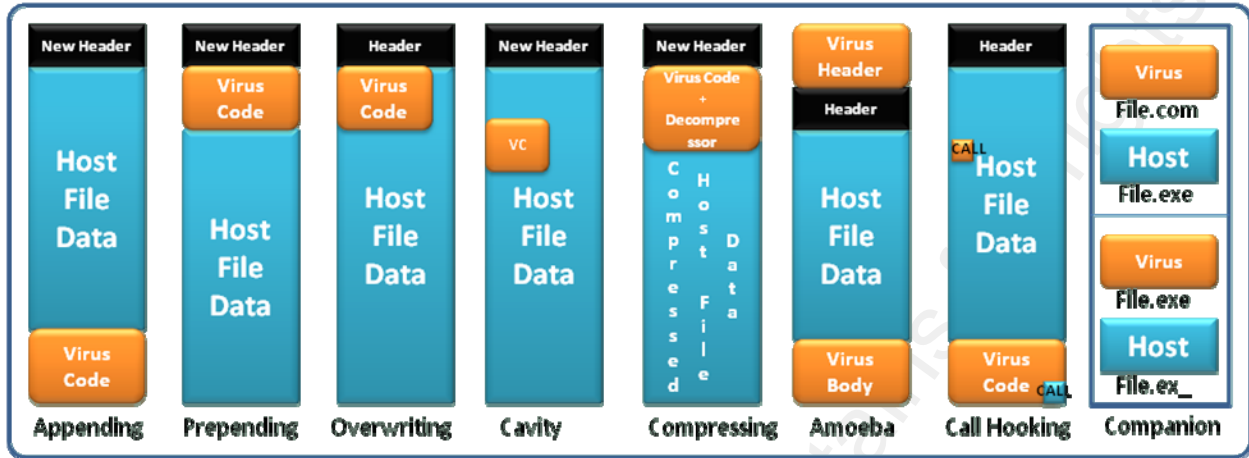 New Header
Host
File
Data
Virus
Code
Appending
New Header
Virus
Code
Host
File
Data
Prepending
Header
Virus
Code
Host
File
Data
Overwriting
New Header
VC
Host
File
Data
Cavity
New Header
Virus Code
+
Decompre
ssor
Compressed
Host File
Data
Compressing
Virus
Header
Header
Host
File
Data
Virus
Body
Amoeba
Header
CALL
Host
File
Data
Virus
Code
CALL
Call Hooking
Virus
File.com
Host
File.exe
Virus
File.exe
Host
File.ex_
Companion